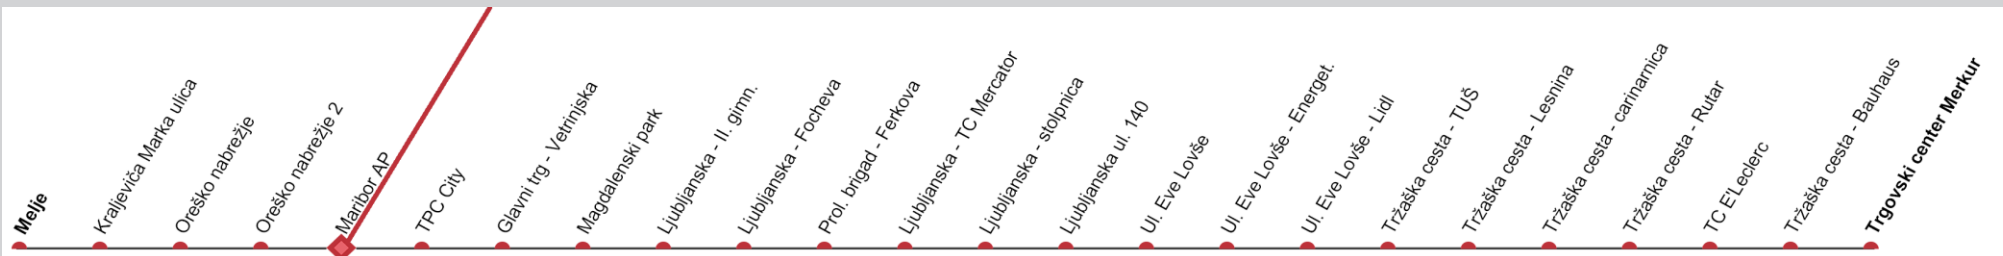 Melje
Kraljeviča Marka ulica
Oreško nabrežje
Oreško nabrežje 2
Maribor AP
TPC City
Glavni trg - Vetrinjska
Magdalenski park
Ljubljanska - II. gimn.
Ljubljanska - Focheva
Prol. brigad - Ferkova
Ljubljanska - TC Mercator
Ljubljanska - stolpnica
Ljubljanska ul. 140
Ul. Eve Lovše
Ul. Eve Lovše - Energet.
Ul. Eve Lovše - Lidl
Tržaška cesta - TUŠ
Tržaška cesta - Lesnina
Tržaška cesta - carinarnica
Tržaška cesta - Rutar
TC E'Leclerc
Tržaška cesta - Bauhaus
Trgovski center Merkur